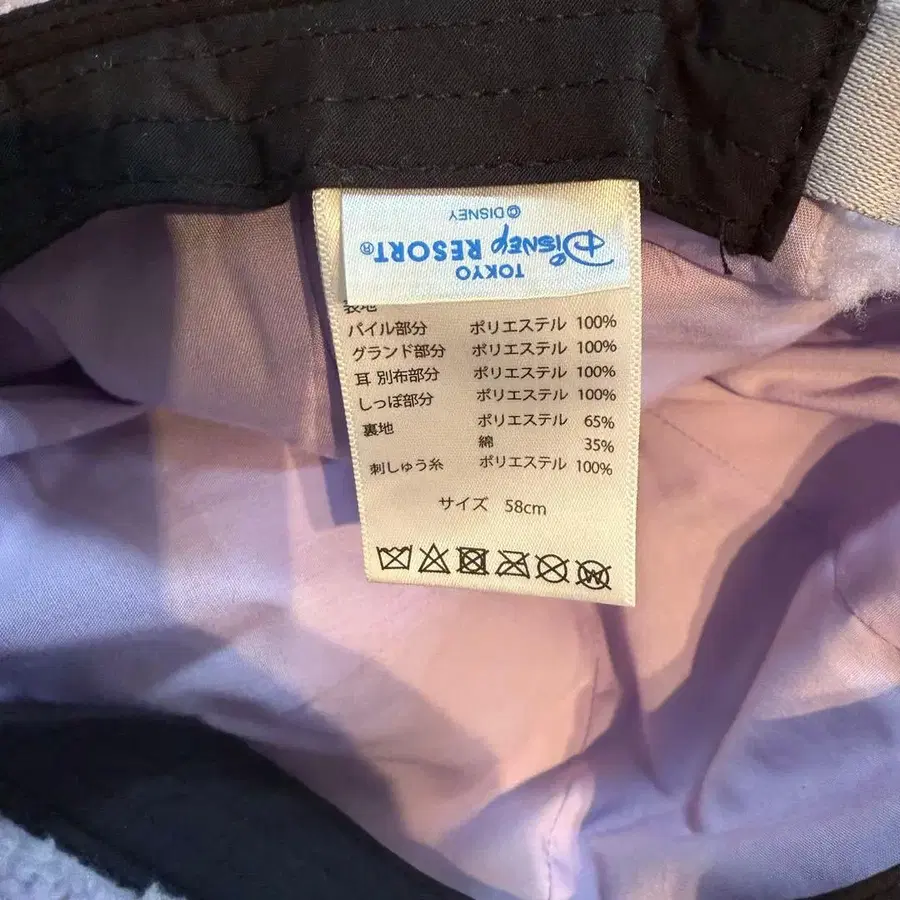 © DISNEY
TOKYO
Disney RESORT®
表地
パイル部分 ポリエステル 100%
グランド部分 ポリエステル 100%
耳 別布部分 ポリエステル 100%
しっぽ部分 ポリエステル 100%
裏地 ポリエステル 65%
綿 35%
刺しゅう糸 ポリエステル 100%
サイズ 58cm
W